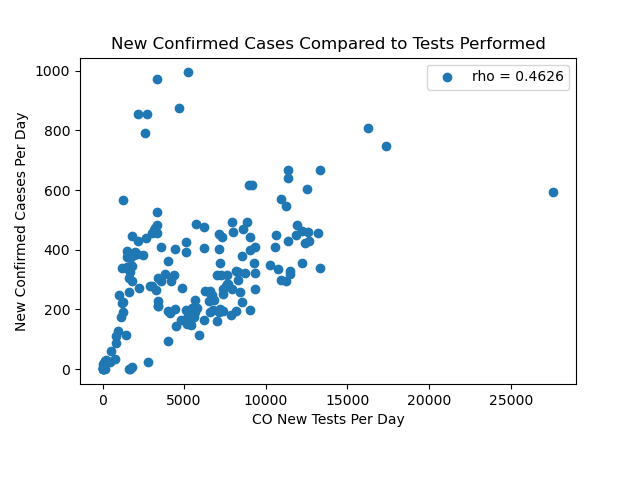 New Confirmed Cases Compared to Tests Performed
rho = 0.4626
1000
800
600
400
200
0
New Confirmed Caeses Per Day
0 5000 10000 15000 20000 25000
CO New Tests Per Day